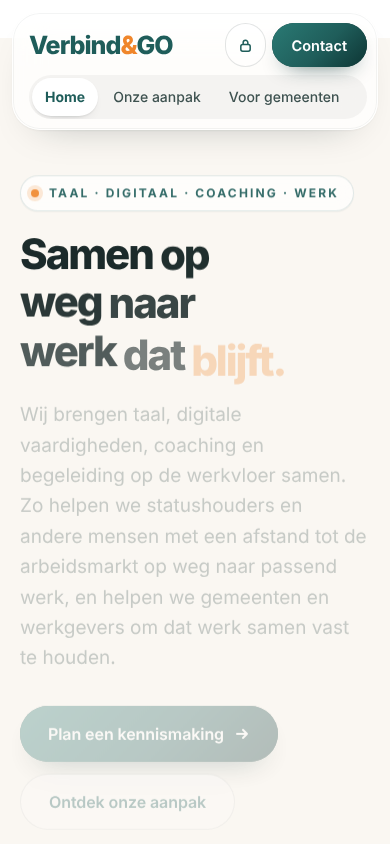 Verbind&GO
Contact
Home Onze aanpak Voor gemeenten
TAAL · DIGITAAL · COACHING · WERK
Samen op
weg naar
werk dat blijft.
Wij brengen taal, digitale
vaardigheden, coaching en
begeleiding op de werkvloer samen.
Zo helpen we statushouders en
andere mensen met een afstand tot de
arbeidsmarkt op weg naar passend
werk, en helpen we gemeenten en
werkgevers om dat werk samen vast
te houden.
Plan een kennismaking →
Ontdek onze aanpak